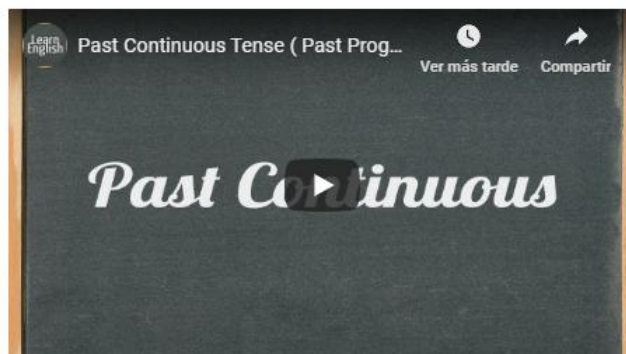 Learn English
Past Continuous Tense ( Past Prog...
Ver más tarde
Compartir
Past Continuous